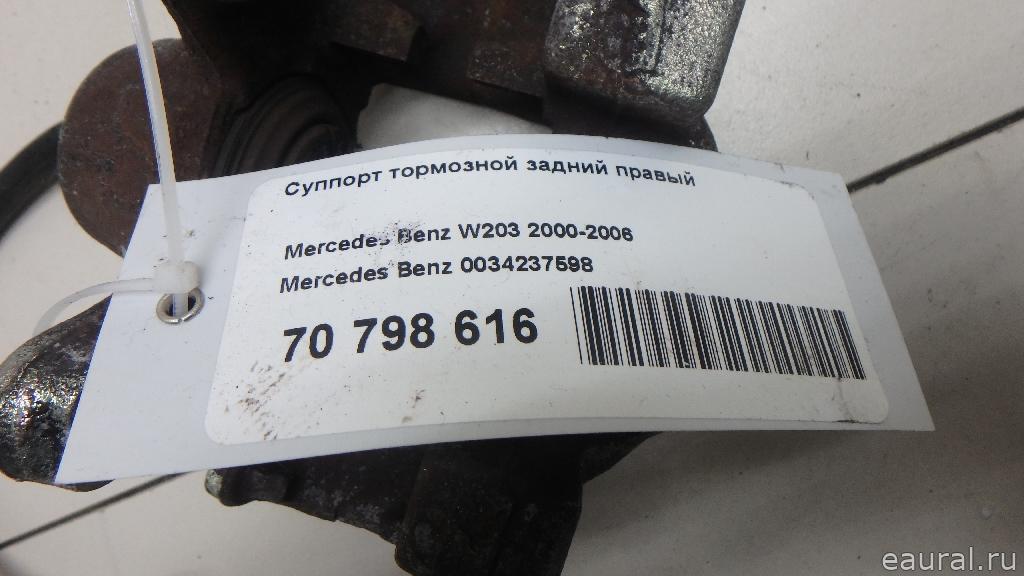 Суппорт тормозной задний правый
Mercedes Benz W203 2000-2006
Mercedes Benz 0034237598
70 798 616
eaural.ru